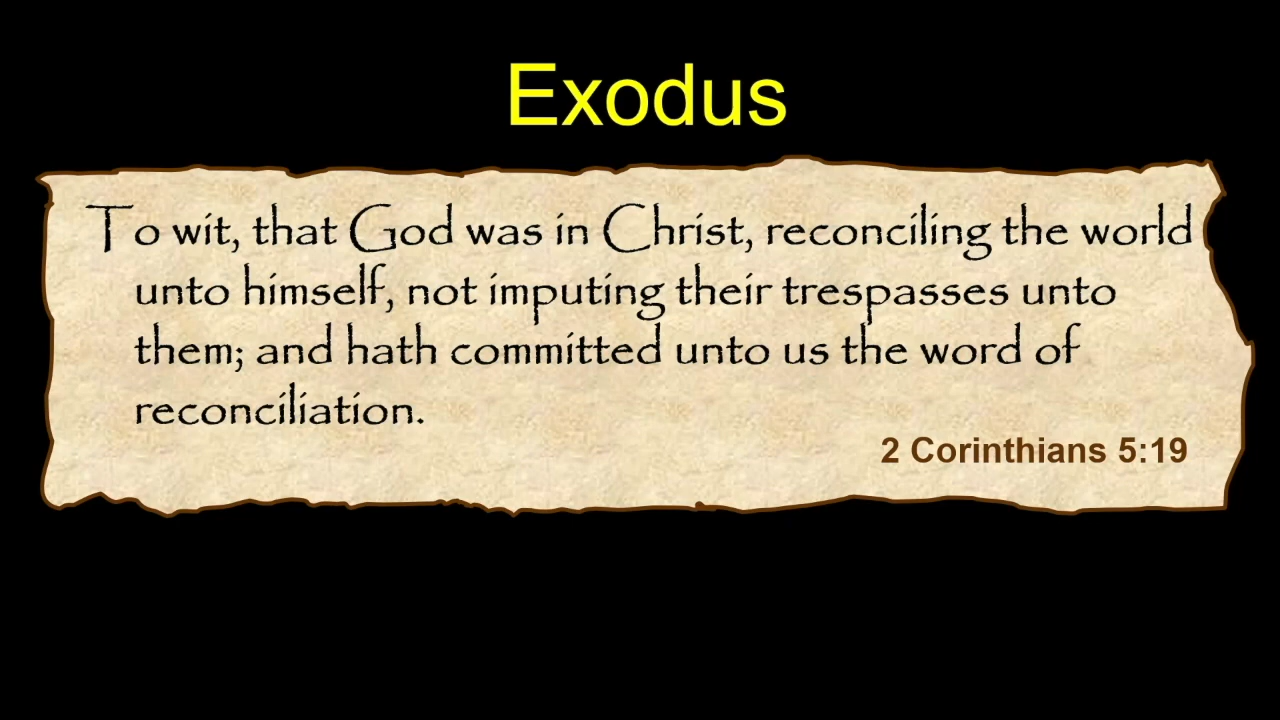 Exodus
To wit, that God was in Christ, reconciling the world
unto himself, not imputing their trespasses unto
them; and hath committed unto us the word of
reconciliation.
2 Corinthians 5:19